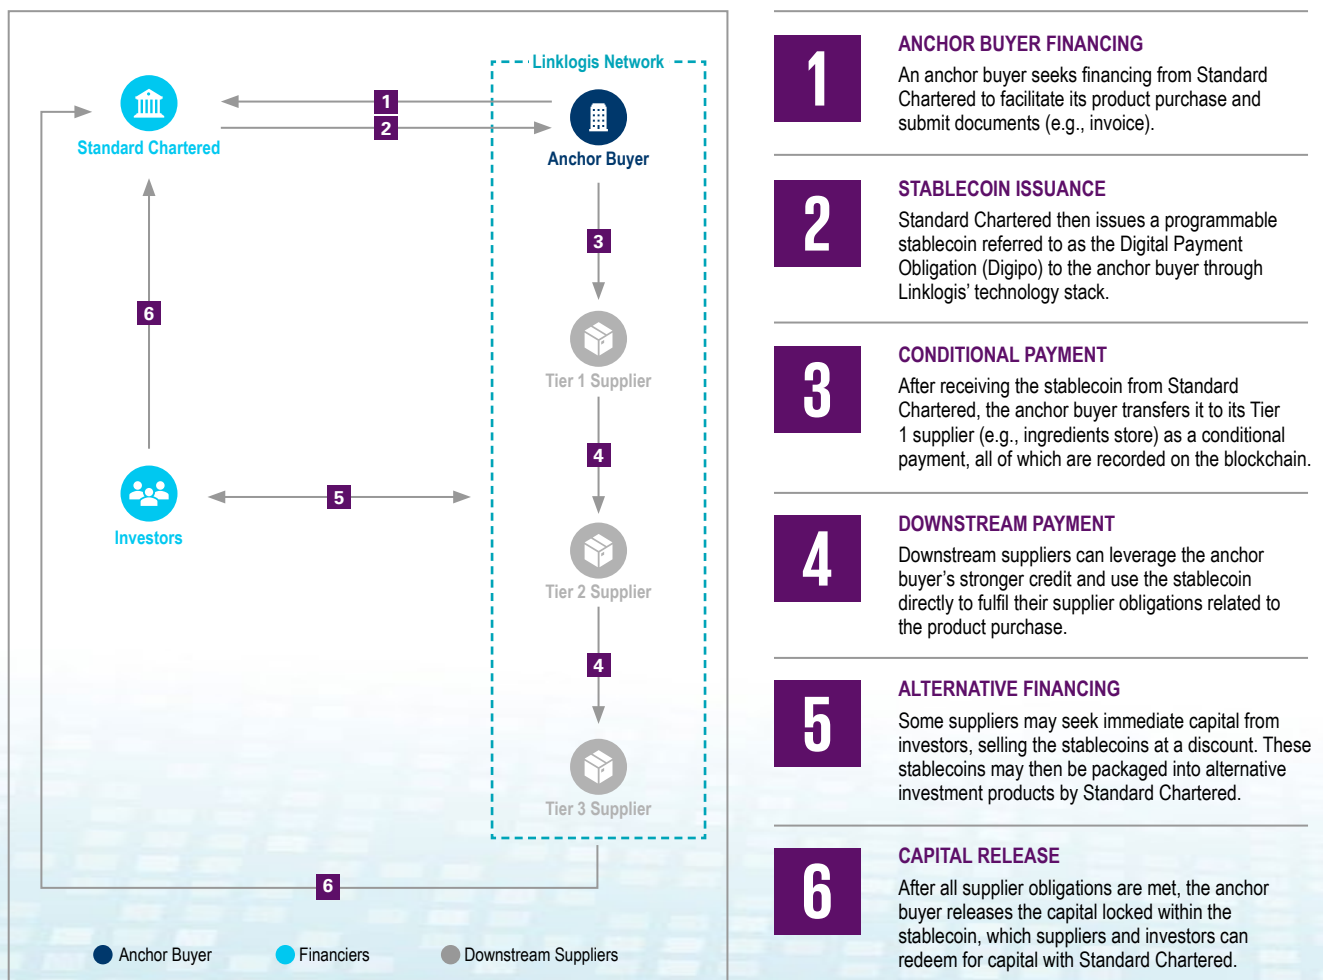 Linklogis Network
1
2
Standard Chartered
Anchor Buyer
3
6
Tier 1 Supplier
4
5
Investors
Tier 2 Supplier
4
Tier 3 Supplier
6
Anchor Buyer
Financiers
Downstream Suppliers
1
ANCHOR BUYER FINANCING
An anchor buyer seeks financing from Standard
Chartered to facilitate its product purchase and
submit documents (e.g., invoice).
2
STABLECOIN ISSUANCE
Standard Chartered then issues a programmable
stablecoin referred to as the Digital Payment
Obligation (Digipo) to the anchor buyer through
Linklogis’ technology stack.
3
CONDITIONAL PAYMENT
After receiving the stablecoin from Standard
Chartered, the anchor buyer transfers it to its Tier
1 supplier (e.g., ingredients store) as a conditional
payment, all of which are recorded on the blockchain.
4
DOWNSTREAM PAYMENT
Downstream suppliers can leverage the anchor
buyer’s stronger credit and use the stablecoin
directly to fulfil their supplier obligations related to
the product purchase.
5
ALTERNATIVE FINANCING
Some suppliers may seek immediate capital from
investors, selling the stablecoins at a discount. These
stablecoins may then be packaged into alternative
investment products by Standard Chartered.
6
CAPITAL RELEASE
After all supplier obligations are met, the anchor
buyer releases the capital locked within the
stablecoin, which suppliers and investors can
redeem for capital with Standard Chartered.